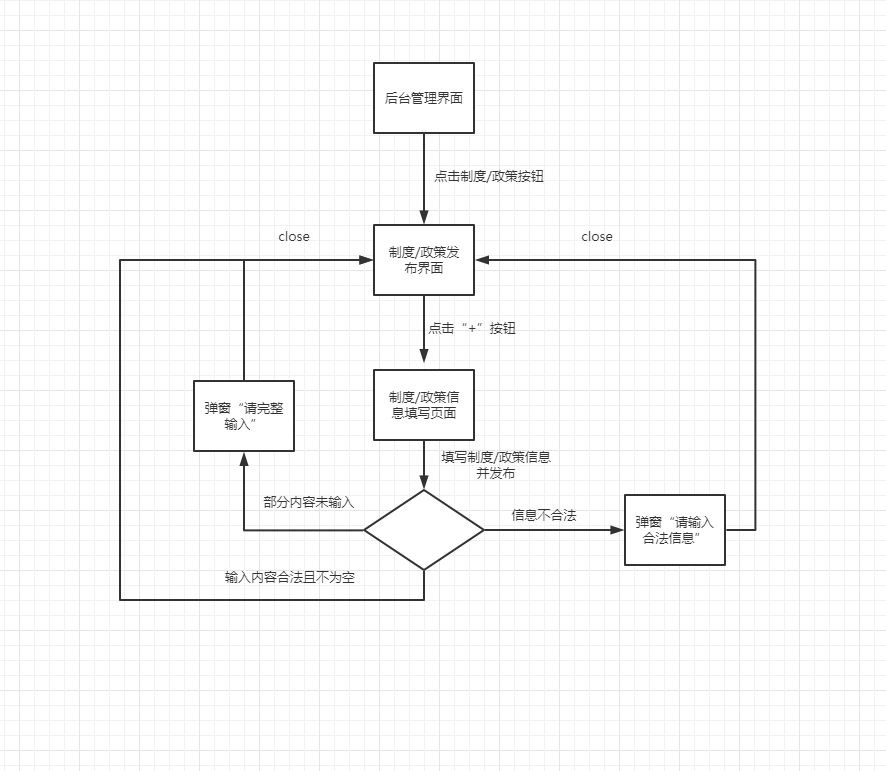 后台管理界面
点击制度/政策按钮
close
close
制度/政策发
布界面
点击“+”按钮
弹窗“请完整
输入”
制度/政策信
息填写页面
填写制度/政策信息
并发布
部分内容未输入
信息不合法
弹窗“请输入
合法信息”
输入内容合法且不为空